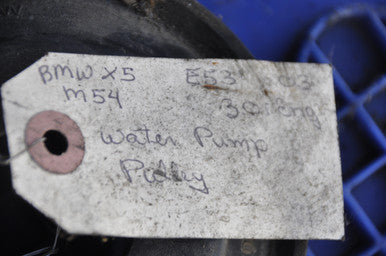 BMW X5 E53
M54 3.0 Eng
Water Pump
Pulley